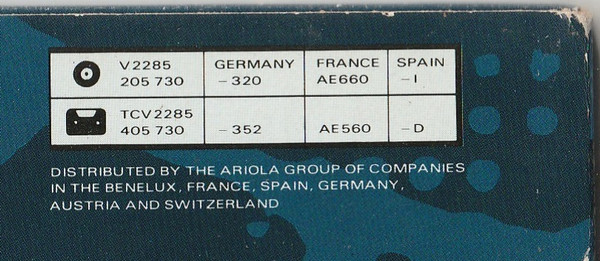 V2285 GERMANY FRANCE SPAIN
205 730 -320 AE660 -I
TCV2285
405 730 -352 AE560 -D
DISTRIBUTED BY THE ARIOLA GROUP OF COMPANIES
IN THE BENELUX, FRANCE, SPAIN, GERMANY,
AUSTRIA AND SWITZERLAND